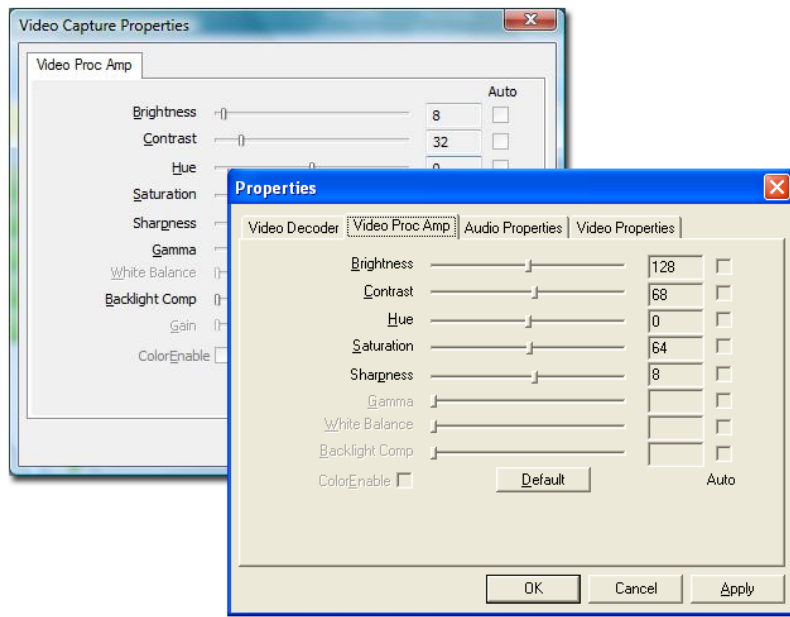 Video Capture Properties
Video Proc Amp
Auto
Brightness 8
Contrast 32
Hue
Saturation
Sharpness
Gamma
White Balance
Backlight Comp
Gain
ColorEnable
Properties
Video Decoder Video Proc Amp Audio Properties Video Properties
Brightness 128
Contrast 68
Hue 0
Saturation 64
Sharpness 8
Gamma
White Balance
Backlight Comp
ColorEnable Default Auto
OK Cancel Apply